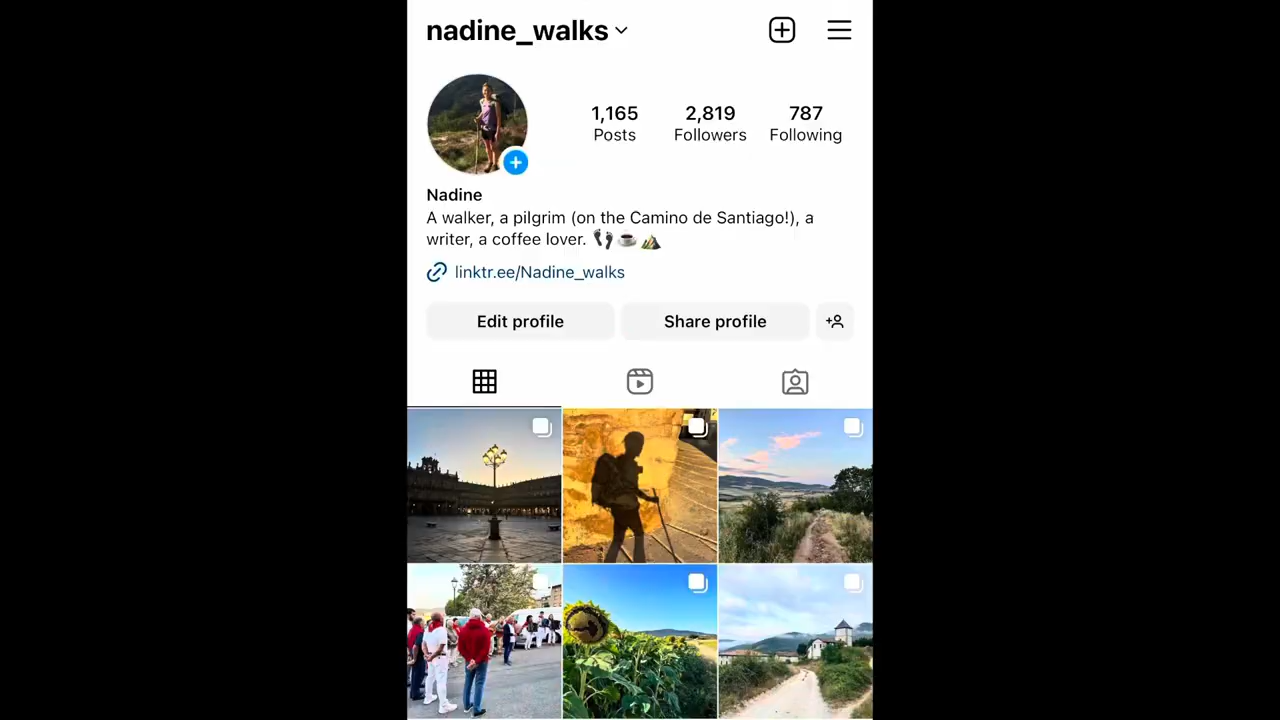 nadine_walks
1,165 2,819 787
Posts Followers Following
Nadine
A walker, a pilgrim (on the Camino de Santiago!), a
writer, a coffee lover. 👣☕⛰️
linktr.ee/Nadine_walks
Edit profile Share profile